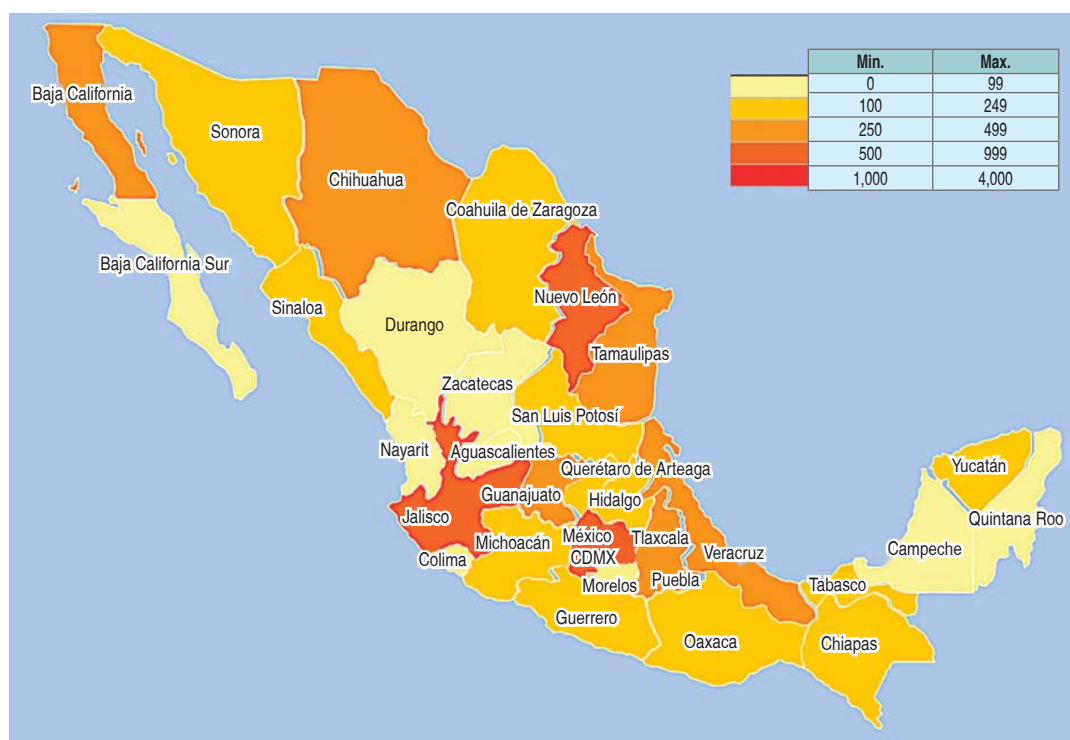 Min. Max.
0 99
100 249
250 499
500 999
1,000 4,000
Baja California
Sonora
Chihuahua
Coahuila de Zaragoza
Baja California Sur
Nuevo León
Sinaloa
Durango
Tamaulipas
Zacatecas
San Luis Potosí
Nayarit
Aguascalientes
Querétaro de Arteaga
Yucatán
Guanajuato
Hidalgo
Jalisco
Quintana Roo
México
Tlaxcala
Michoacán
Veracruz
Campeche
Colima
CDMX
Morelos
Puebla
Tabasco
Guerrero
Oaxaca
Chiapas